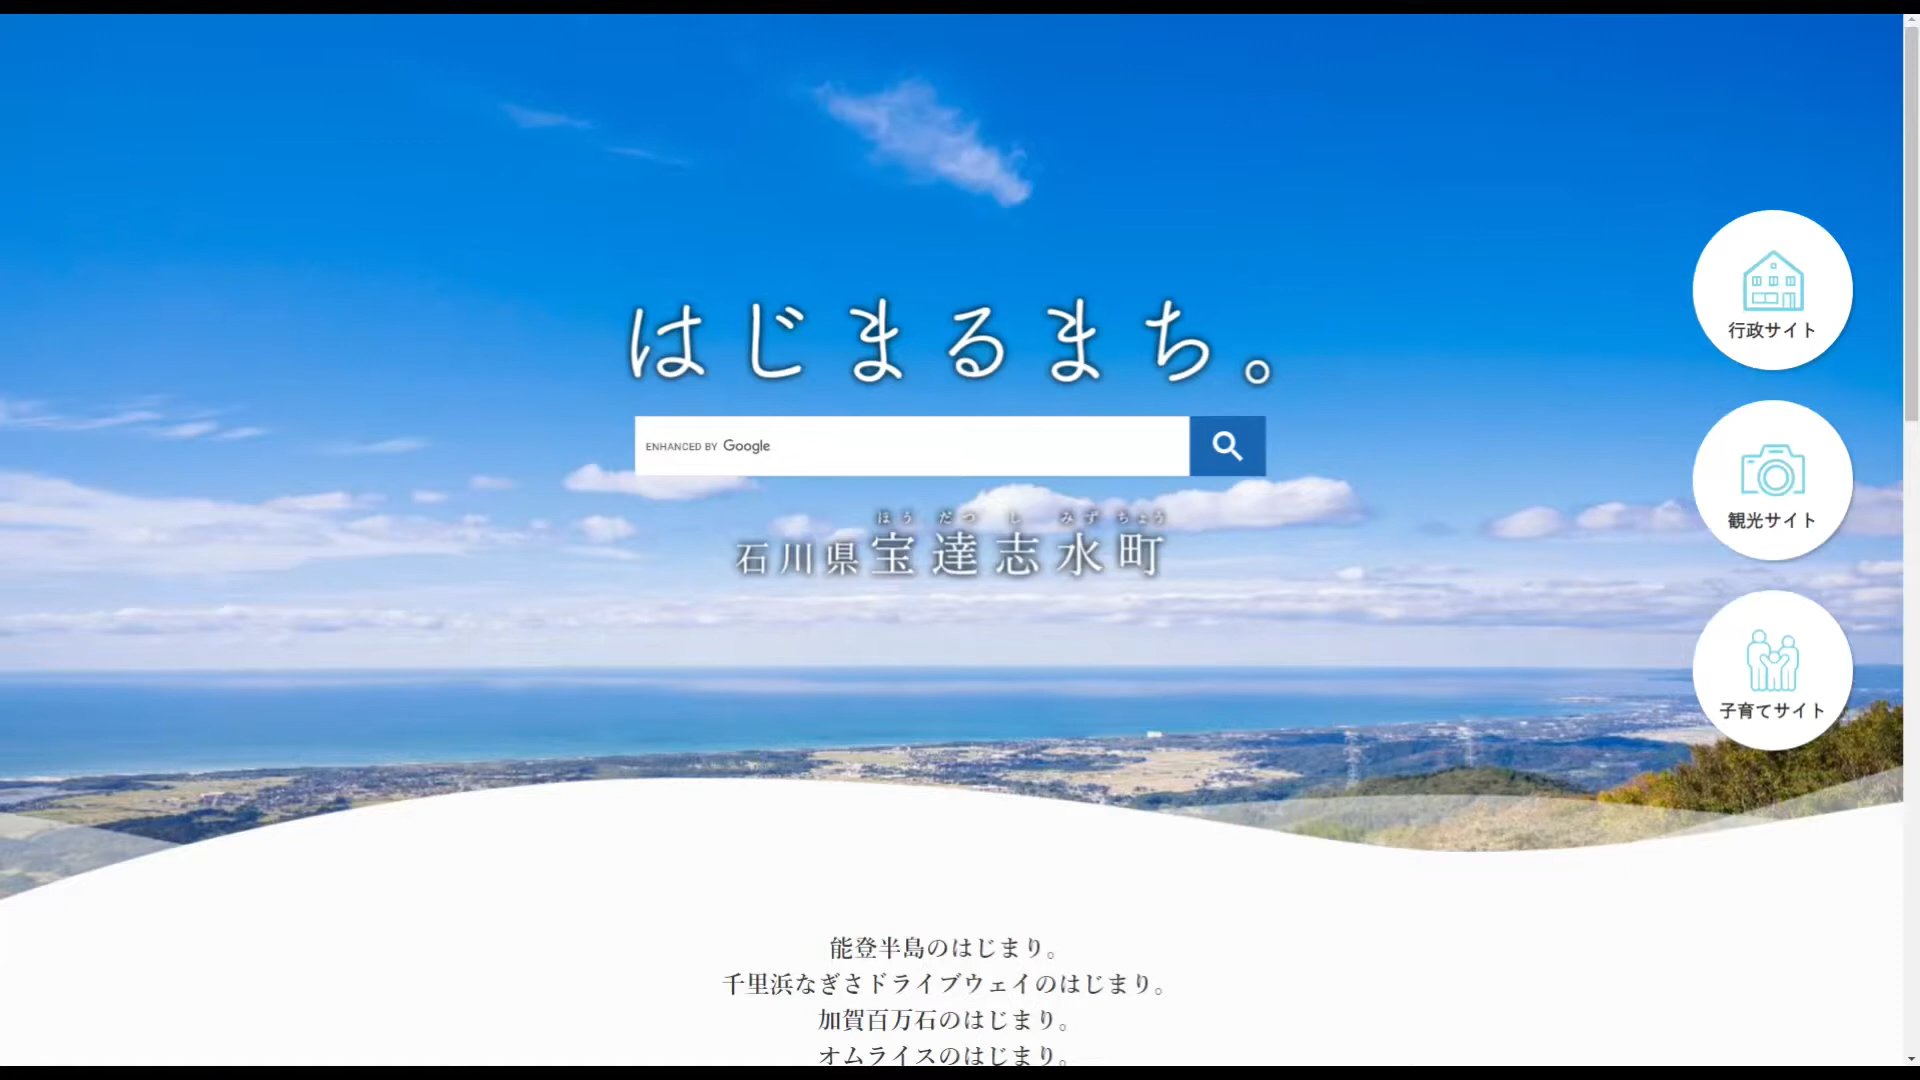 はじまるまち。
ENHANCED BY Google
ほうだつしみずちょう
石川県宝達志水町
行政サイト
観光サイト
子育てサイト
能登半島のはじまり。
千里浜なぎさドライブウェイのはじまり。
加賀百万石のはじまり。
オムライスのはじまり。